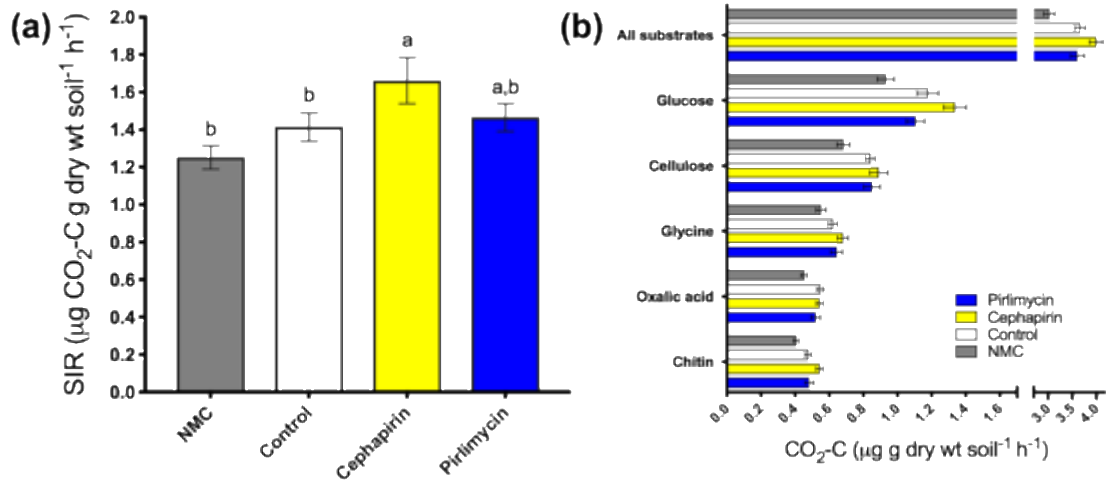 (a)
SIR (µg CO₂-C g dry wt soil⁻¹ h⁻¹)
2.0
1.8
1.6
1.4
1.2
1.0
0.8
0.6
0.4
0.2
0.0
b
b
a
a,b
NMC
Control
Cephapirin
Pirlimycin
(b)
All substrates
Glucose
Cellulose
Glycine
Oxalic acid
Chitin
Pirlimycin
Cephapirin
Control
NMC
0.0 0.2 0.4 0.6 0.8 1.0 1.2 1.4 1.6 3.0 3.5 4.0
CO₂-C (µg g dry wt soil⁻¹ h⁻¹)